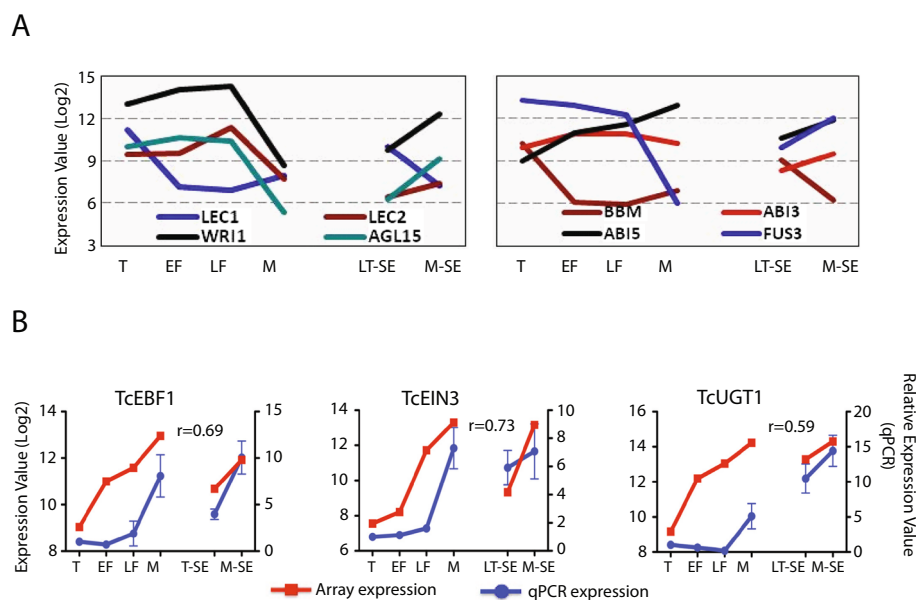 A
Expression Value (Log2)
15
12
9
6
3
LEC1
LEC2
WRI1
AGL15
BBM
ABI3
ABI5
FUS3
T
EF
LF
M
LT-SE
M-SE
T
EF
LF
M
LT-SE
M-SE
B
Expression Value (Log2)
TcEBF1
r=0.69
14
12
10
8
15
10
5
0
T
EF
LF
M
T-SE
M-SE
TcEIN3
r=0.73
14
12
10
8
6
10
8
6
4
2
0
T
EF
LF
M
LT-SE
M-SE
TcUGT1
r=0.59
16
14
12
10
8
20
15
10
5
0
T
EF
LF
M
LT-SE
M-SE
Relative Expression Value
(qPCR)
Array expression
qPCR expression